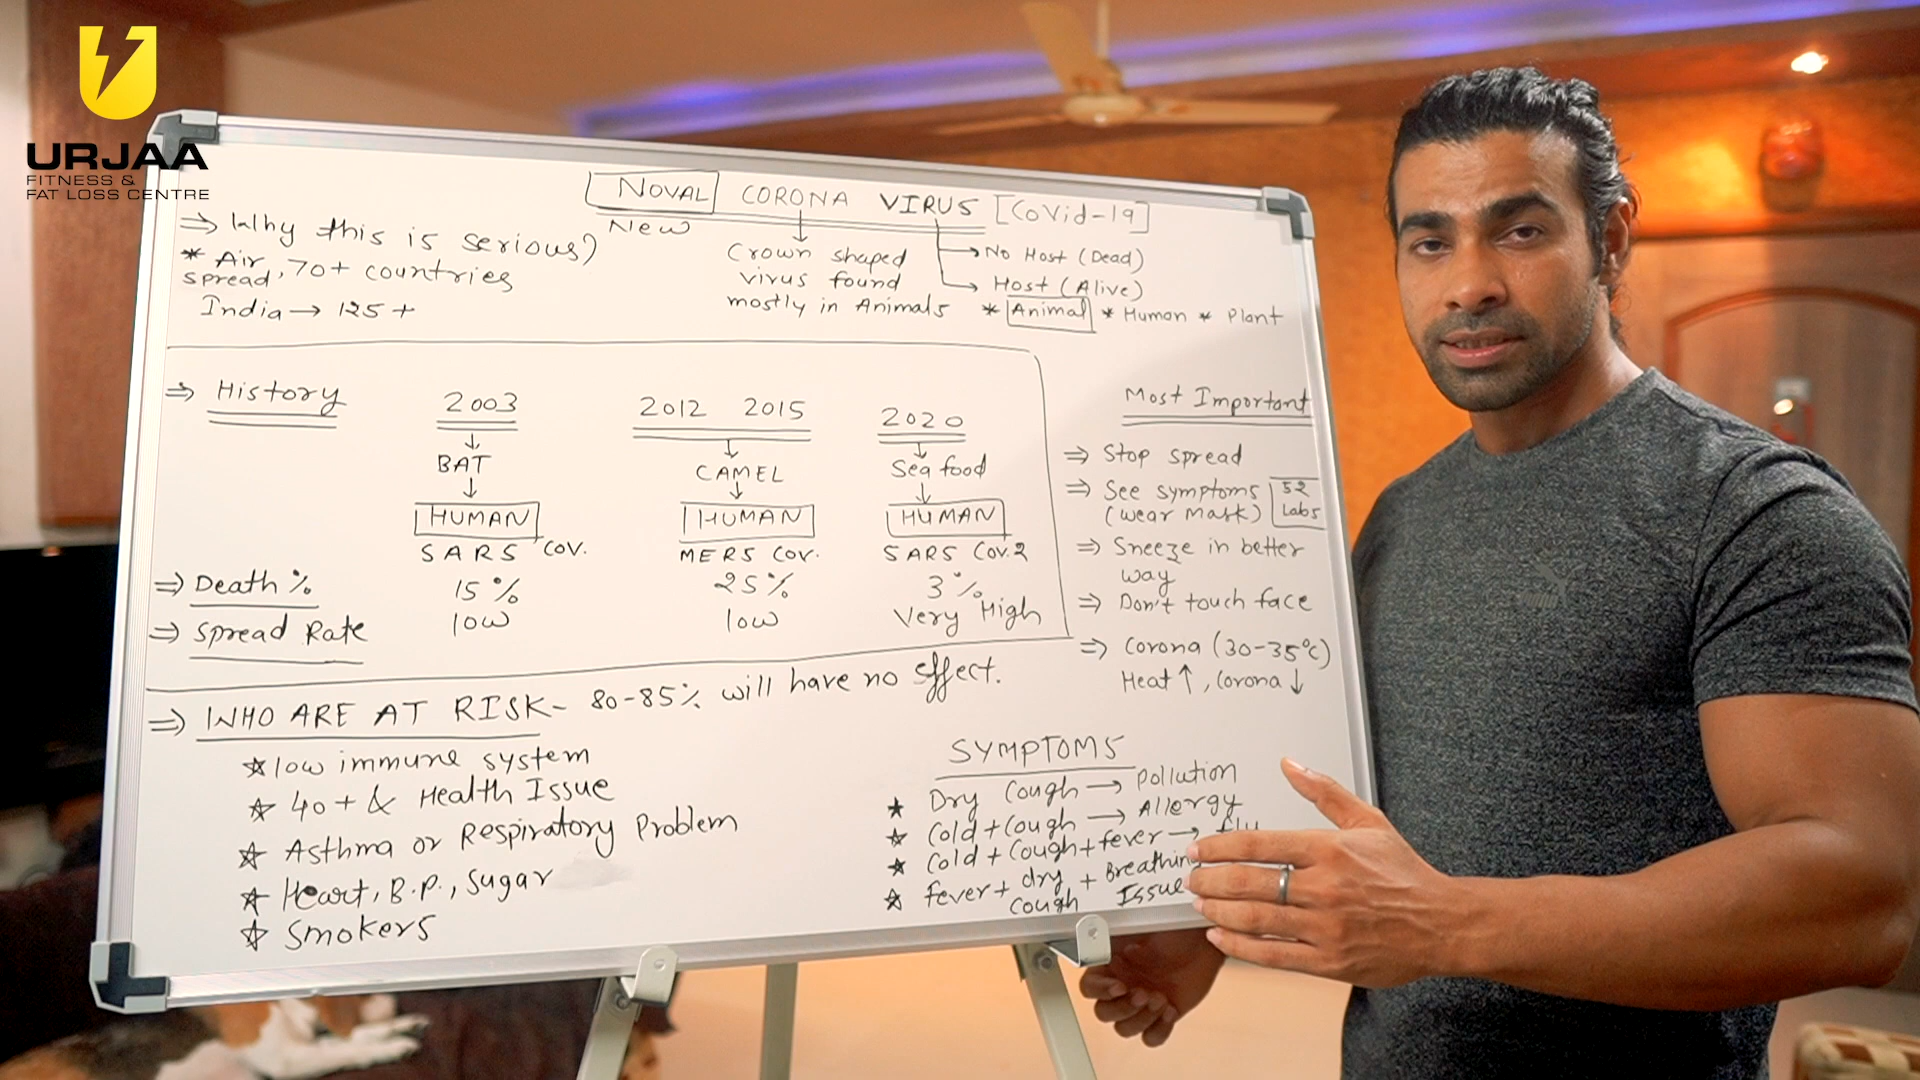 URJAA
FITNESS &
FAT LOSS CENTRE
NOVAL CORONA VIRUS [CoVid-19]
New
⇒ Why this is serious?
* Air spread, 70+ countries
India → 125+
Crown shaped
virus found
mostly in Animals
→ No Host (Dead)
→ Host (Alive)
* Animal * Human * Plant
⇒ History
2003 2012 2015 2020
↓ ↓ ↓
BAT CAMEL Sea food
↓ ↓ ↓
HUMAN HUMAN HUMAN
SARS COV. MERS COV. SARS COV.2
⇒ Death % 15% 25% 3%
⇒ Spread Rate low low Very High
Most Important
⇒ Stop spread
⇒ See symptoms 52
(wear mask) Labs
⇒ Sneeze in better
way
⇒ Don't touch face
⇒ Corona (30-35°C)
Heat ↑, Corona ↓
⇒ WHO ARE AT RISK - 80-85% will have no effect.
☆ low immune system
☆ 40+ & Health Issue
☆ Asthma or Respiratory Problem
☆ Heart, B.P., Sugar
☆ Smokers
SYMPTOMS
★ Dry Cough → pollution
★ Cold + Cough → Allergy
★ Cold + Cough + fever → flu
★ fever + dry + Breathing
cough Issue